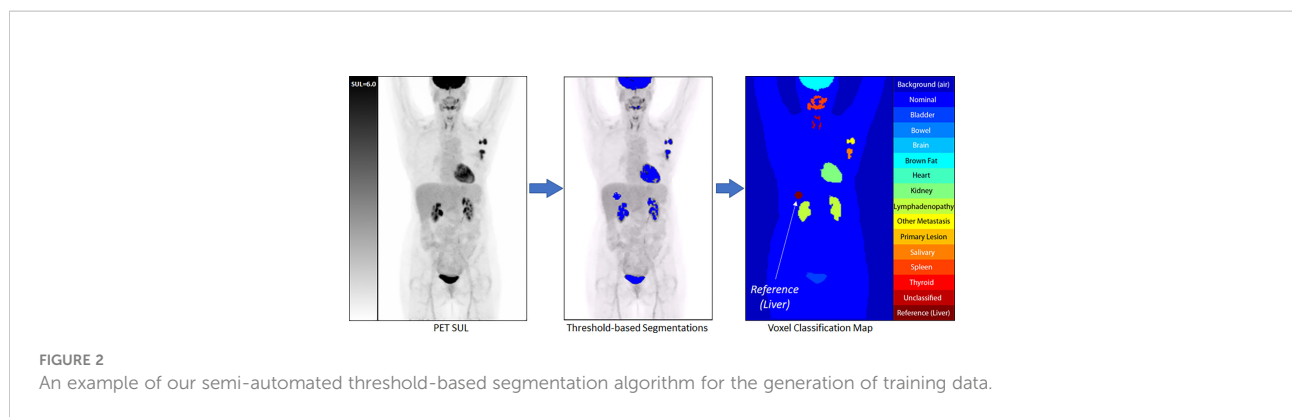 SUL=6.0
PET SUL
Threshold-based Segmentations
Reference
(Liver)
Voxel Classification Map
Background (air)
Nominal
Bladder
Bowel
Brain
Brown Fat
Heart
Kidney
Lymphadenopathy
Other Metastasis
Primary Lesion
Salivary
Spleen
Thyroid
Unclassified
Reference (Liver)
FIGURE 2
An example of our semi-automated threshold-based segmentation algorithm for the generation of training data.